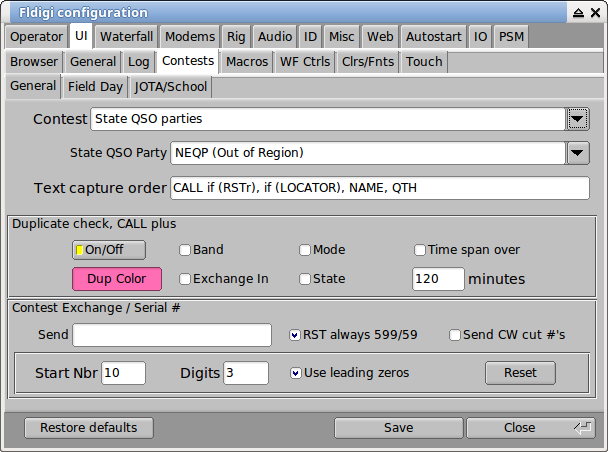 Fldigi configuration
Operator UI Waterfall Modems Rig Audio ID Misc Web Autostart IO PSM
Browser General Log Contests Macros WF Ctrls Clrs/Fnts Touch
General Field Day JOTA/School
Contest State QSO parties
State QSO Party NEQP (Out of Region)
Text capture order CALL if (RSTr), if (LOCATOR), NAME, QTH
Duplicate check, CALL plus
On/Off Band Mode Time span over
Dup Color Exchange In State 120 minutes
Contest Exchange / Serial #
Send RST always 599/59 Send CW cut #'s
Start Nbr 10 Digits 3 Use leading zeros Reset
Restore defaults Save Close